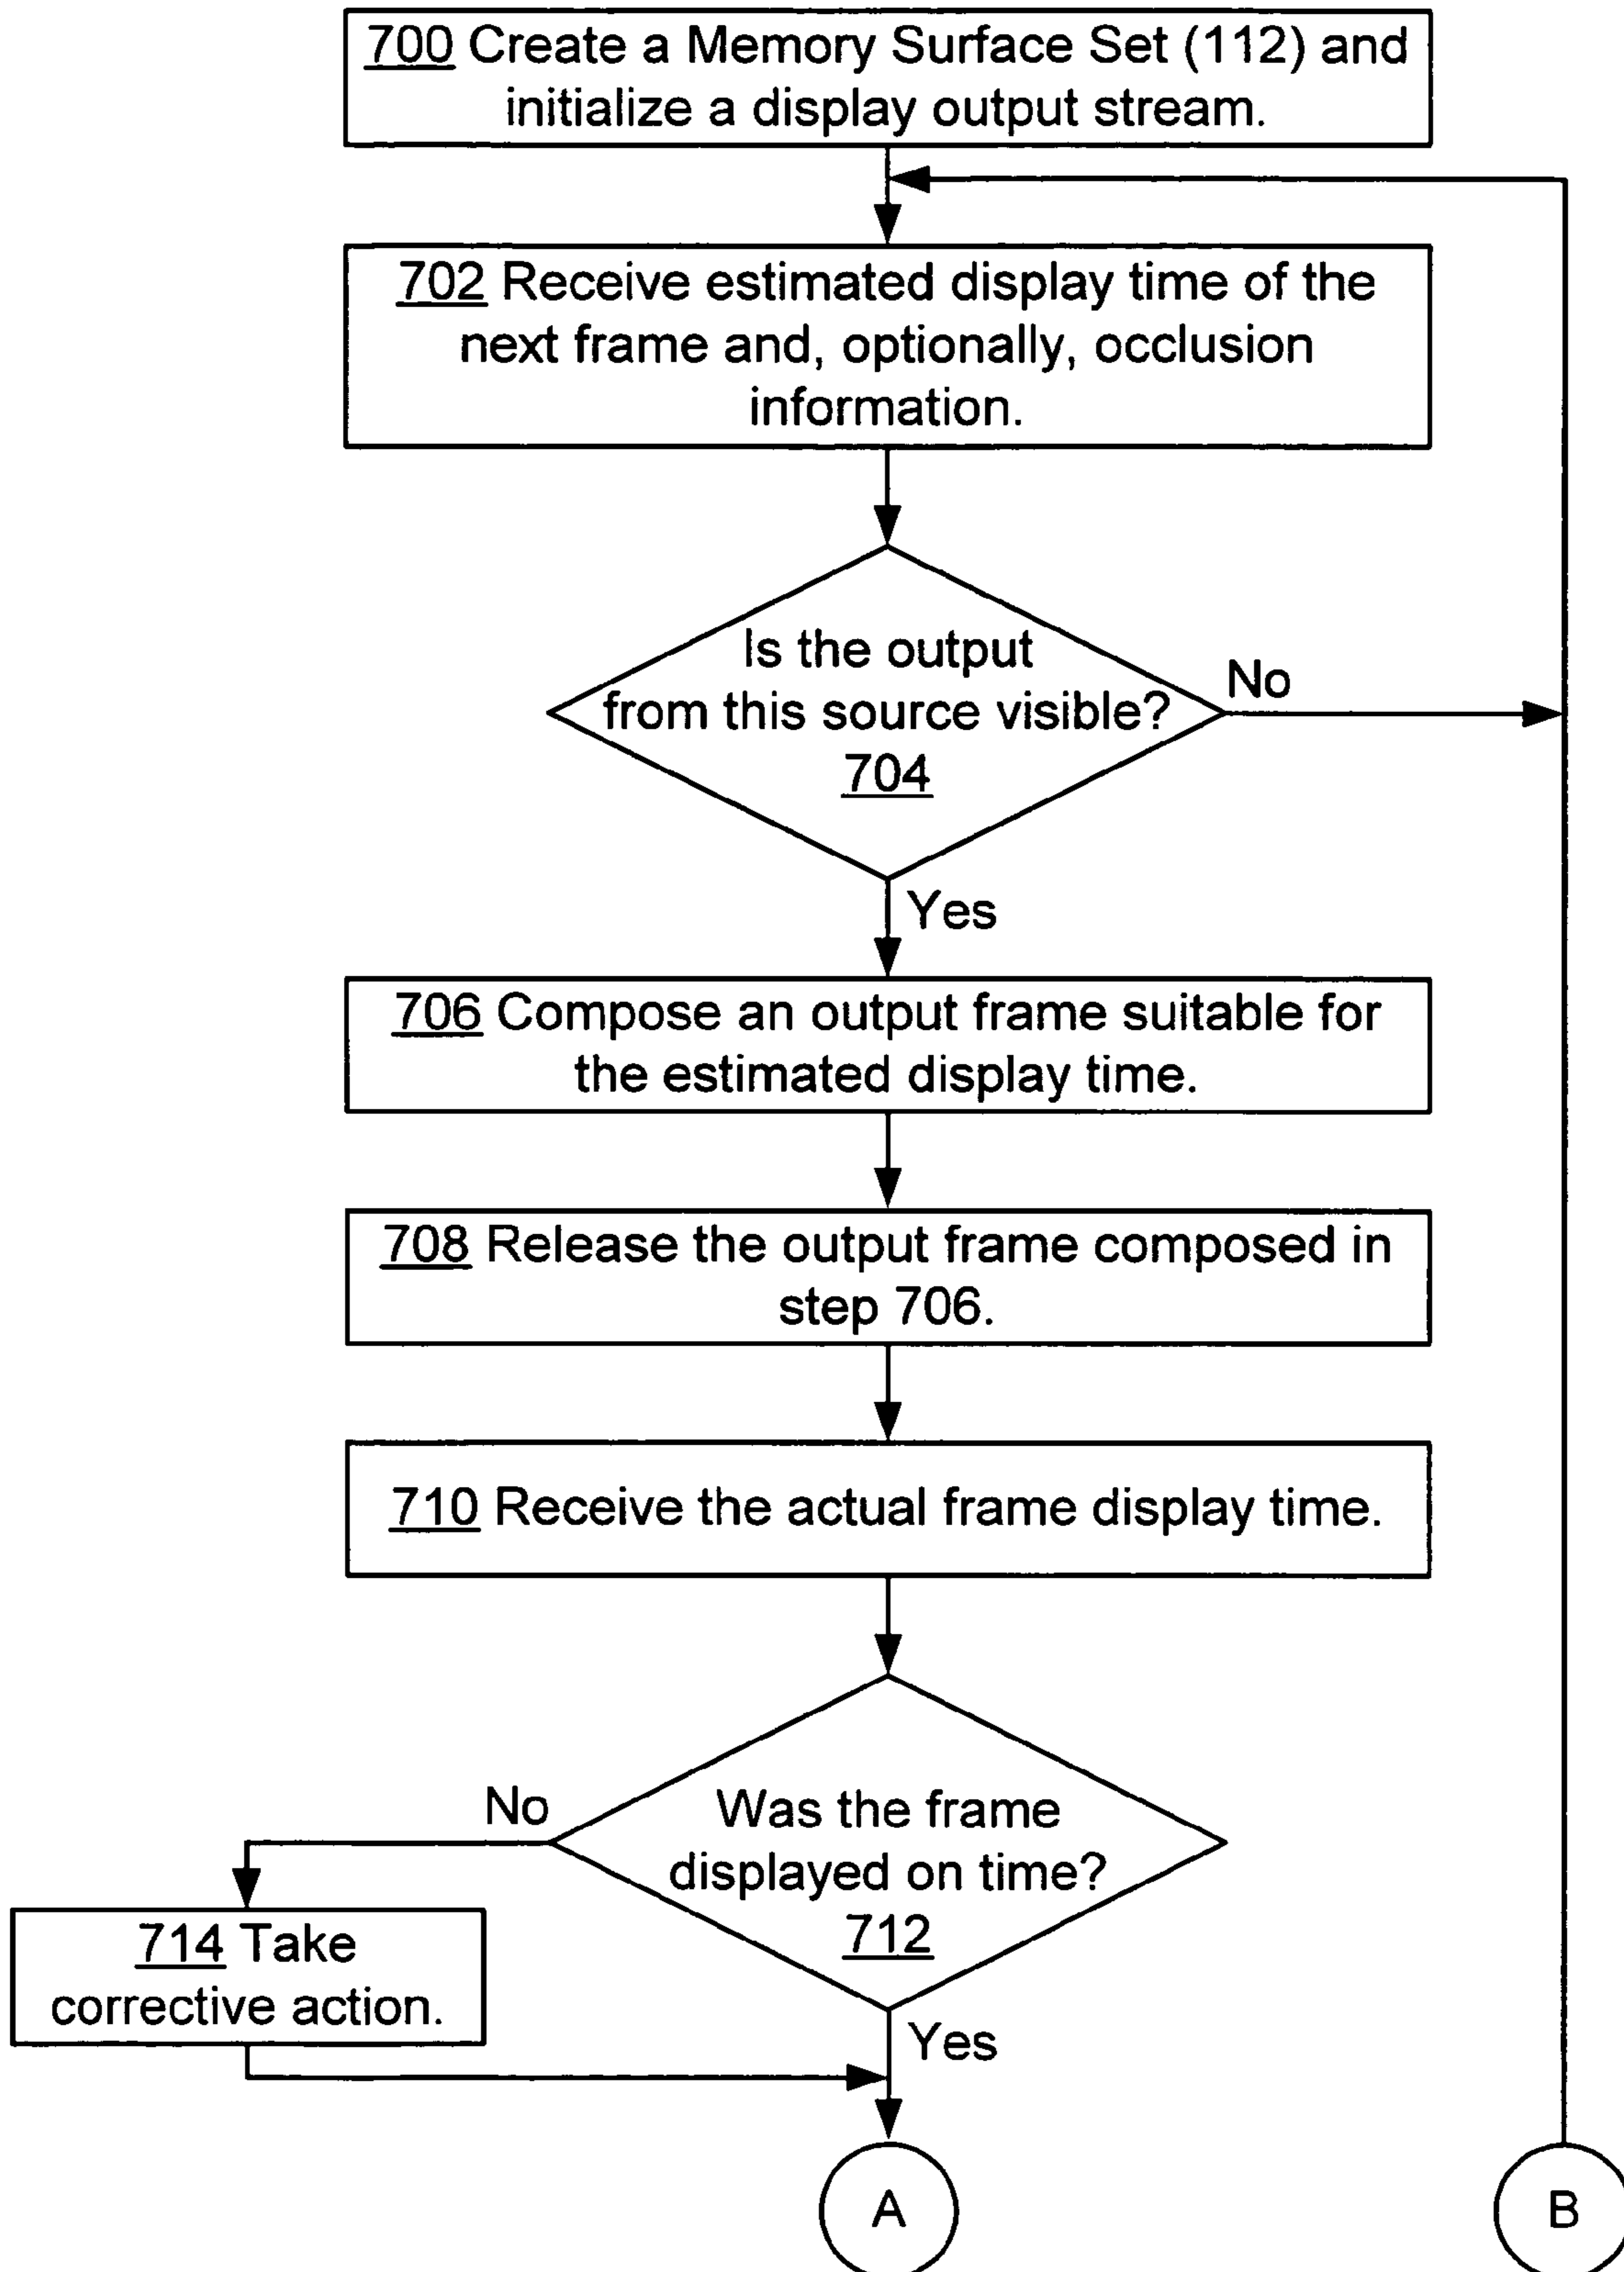 700 Create a Memory Surface Set (112) and
initialize a display output stream.
702 Receive estimated display time of the
next frame and, optionally, occlusion
information.
Is the output
from this source visible?
704
No
Yes
706 Compose an output frame suitable for
the estimated display time.
708 Release the output frame composed in
step 706.
710 Receive the actual frame display time.
No
Was the frame
displayed on time?
712
714 Take
corrective action.
Yes
A
B